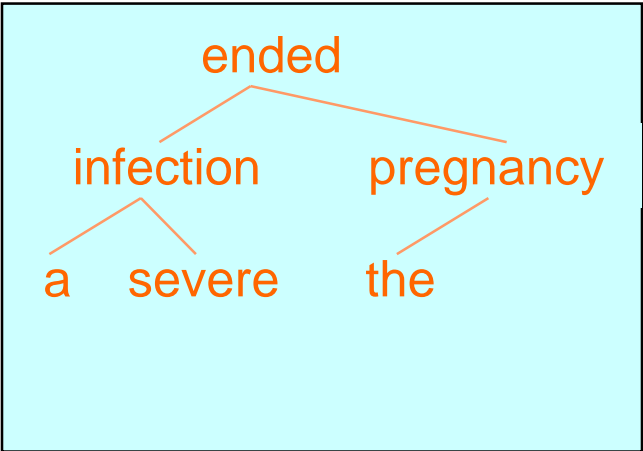 ended
infection pregnancy
a severe the